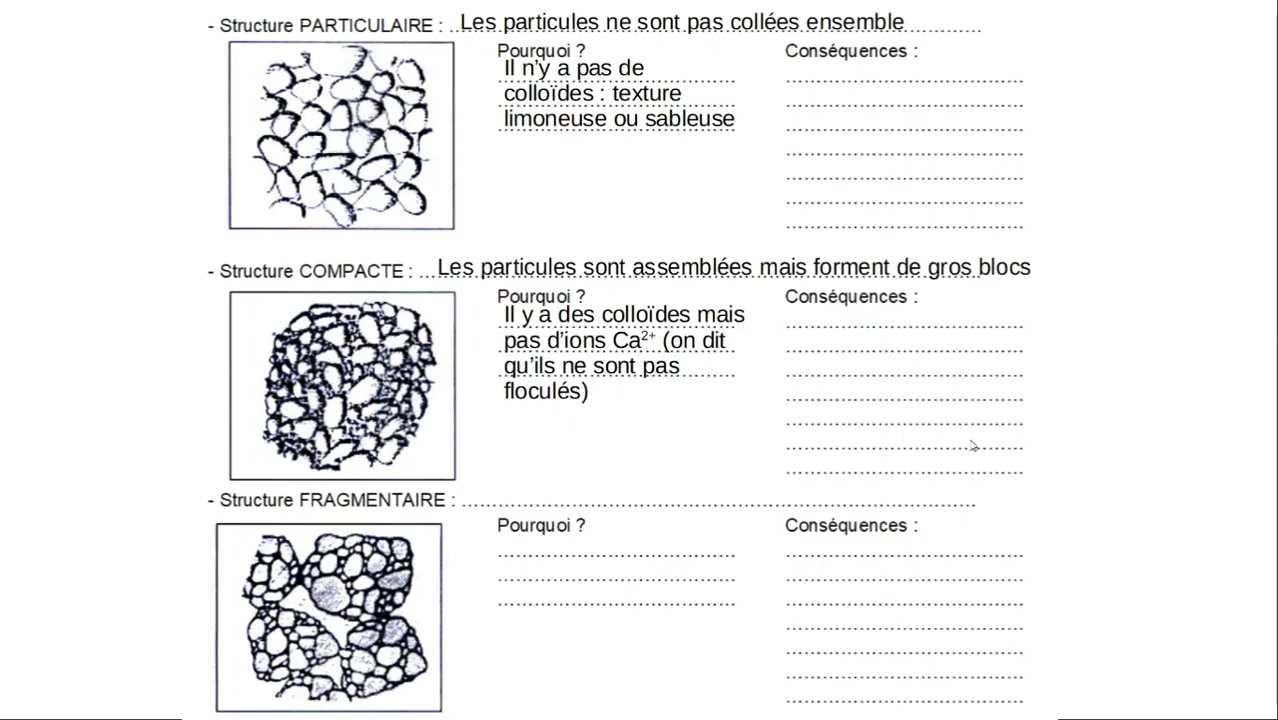 - Structure PARTICULAIRE : Les particules ne sont pas collées ensemble
Pourquoi ?
Il n'y a pas de
colloïdes : texture
limoneuse ou sableuse
Conséquences :
- Structure COMPACTE : Les particules sont assemblées mais forment de gros blocs
Pourquoi ?
Il y a des colloïdes mais
pas d'ions Ca²⁺ (on dit
qu'ils ne sont pas
floculés)
Conséquences :
- Structure FRAGMENTAIRE :
Pourquoi ?
Conséquences :